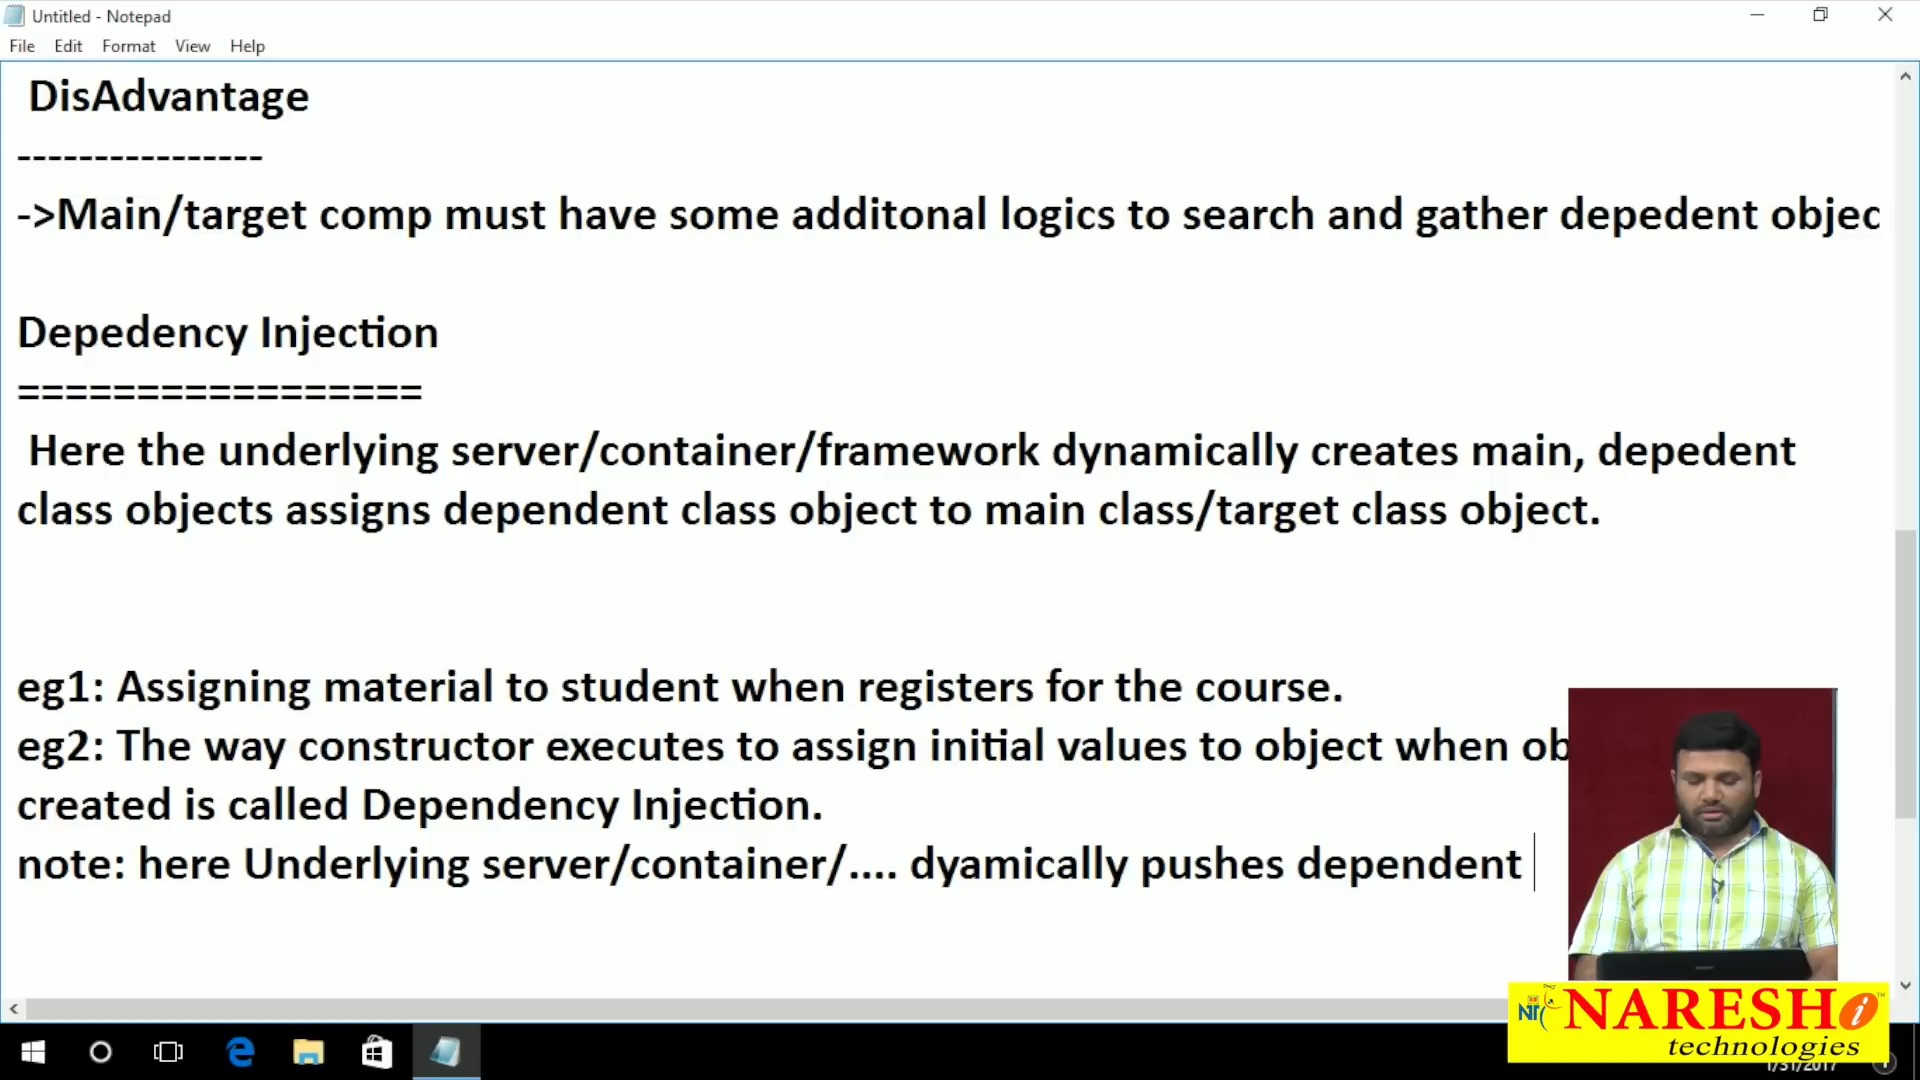 Untitled - Notepad
File Edit Format View Help
DisAdvantage
----------------
->Main/target comp must have some additonal logics to search and gather depedent objec
Depedency Injection
=================
Here the underlying server/container/framework dynamically creates main, depedent
class objects assigns dependent class object to main class/target class object.
eg1: Assigning material to student when registers for the course.
eg2: The way constructor executes to assign initial values to object when ob
created is called Dependency Injection.
note: here Underlying server/container/.... dyamically pushes dependent
NARESH i
technologies
1/31/2017